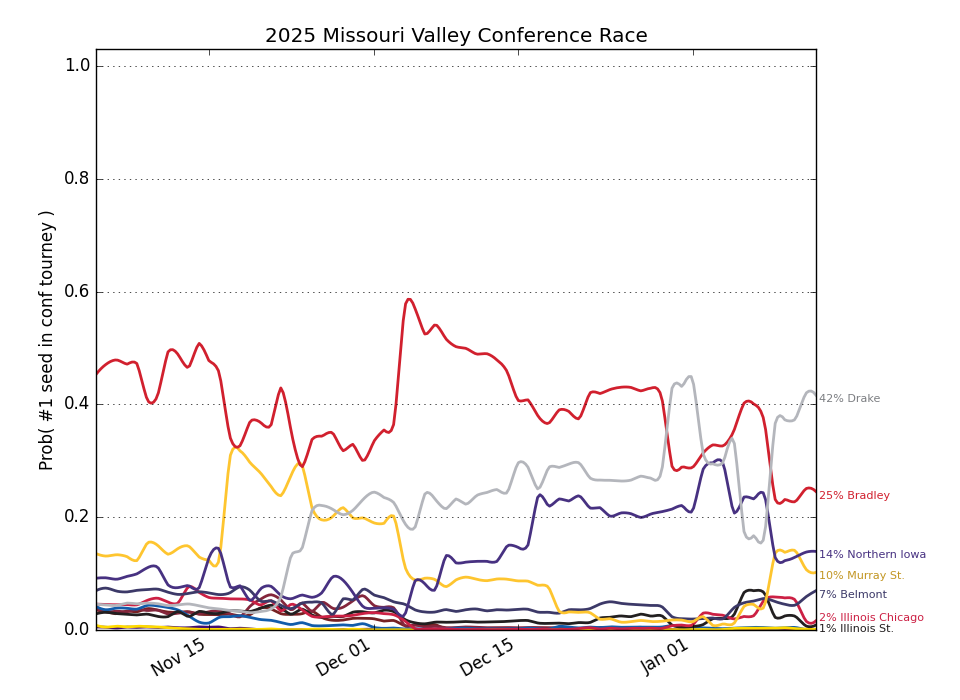 2025 Missouri Valley Conference Race
Prob( #1 seed in conf tourney )
1.0
0.8
0.6
0.4
0.2
0.0
Nov 15
Dec 01
Dec 15
Jan 01
42% Drake
25% Bradley
14% Northern Iowa
10% Murray St.
7% Belmont
2% Illinois Chicago
1% Illinois St.